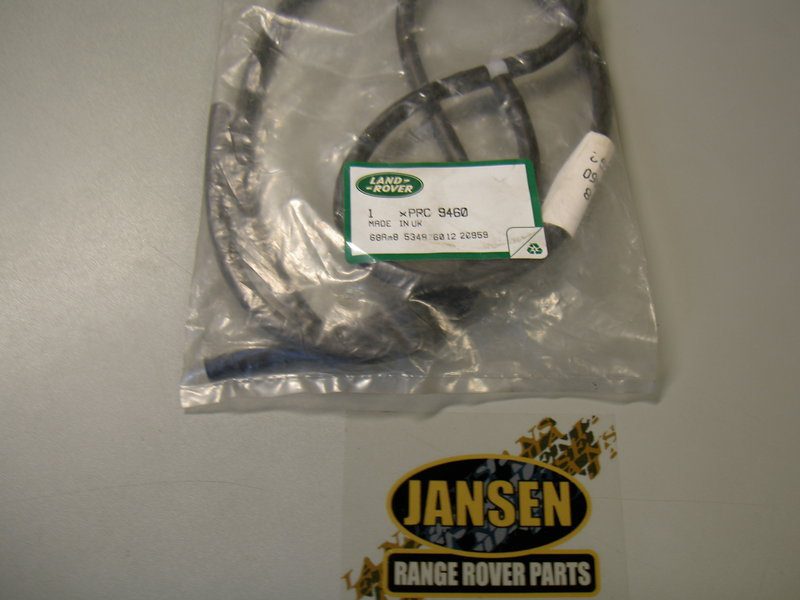 LAND
ROVER
1 ×PRC 9460
MADE IN UK
JANSEN
RANGE ROVER PARTS